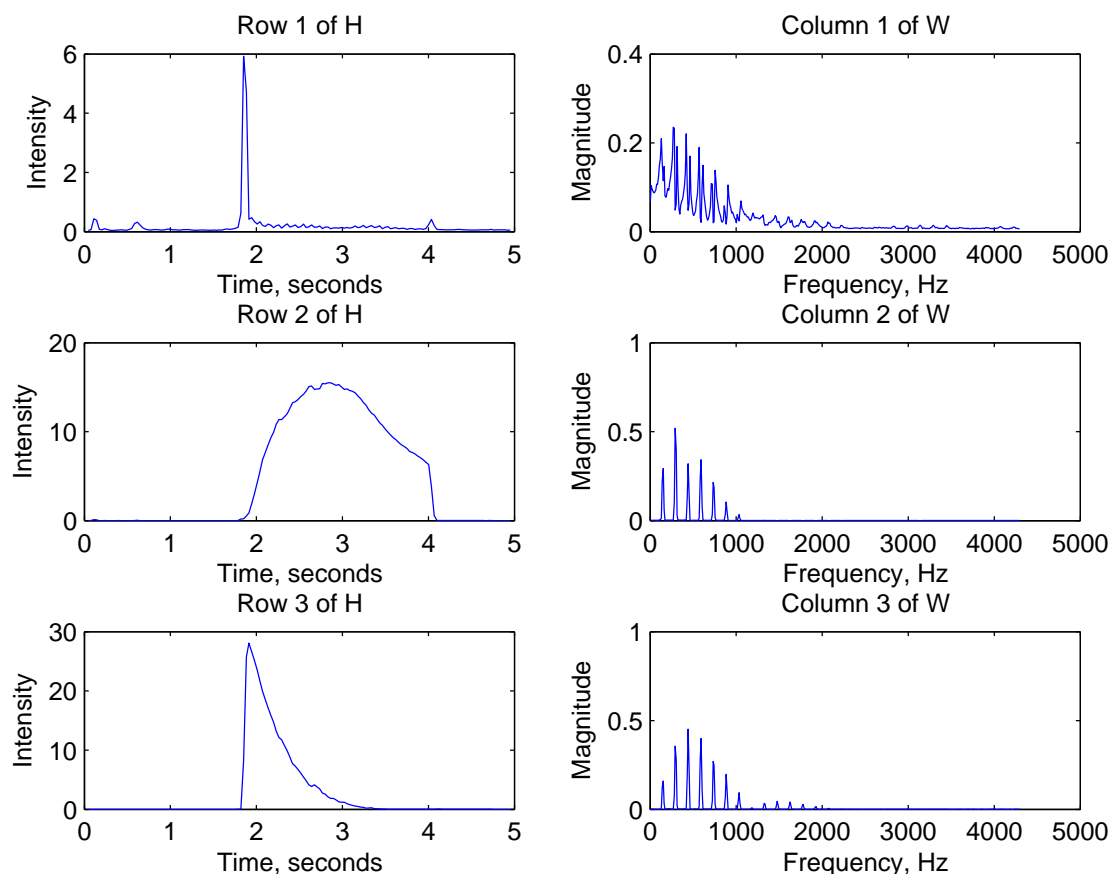 Row 1 of H
Intensity
6
4
2
0
0 1 2 3 4 5
Time, seconds
Column 1 of W
Magnitude
0.4
0.2
0
0 1000 2000 3000 4000 5000
Frequency, Hz
Row 2 of H
Intensity
20
10
0
0 1 2 3 4 5
Time, seconds
Column 2 of W
Magnitude
1
0.5
0
0 1000 2000 3000 4000 5000
Frequency, Hz
Row 3 of H
Intensity
30
20
10
0
0 1 2 3 4 5
Time, seconds
Column 3 of W
Magnitude
1
0.5
0
0 1000 2000 3000 4000 5000
Frequency, Hz